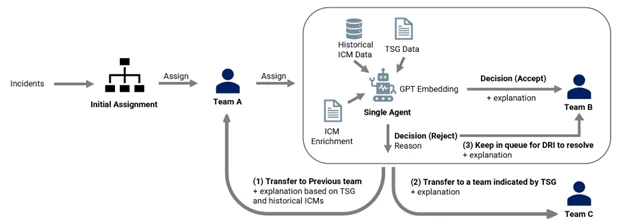 Incidents
Initial Assignment
Assign
Team A
Assign
Historical
ICM Data
TSG Data
GPT Embedding
Single Agent
ICM
Enrichment
Decision (Accept)
+ explanation
Team B
Decision (Reject)
Reason
(3) Keep in queue for DRI to resolve
+ explanation
(1) Transfer to Previous team
+ explanation based on TSG
and historical ICMs
(2) Transfer to a team indicated by TSG
+ explanation
Team C